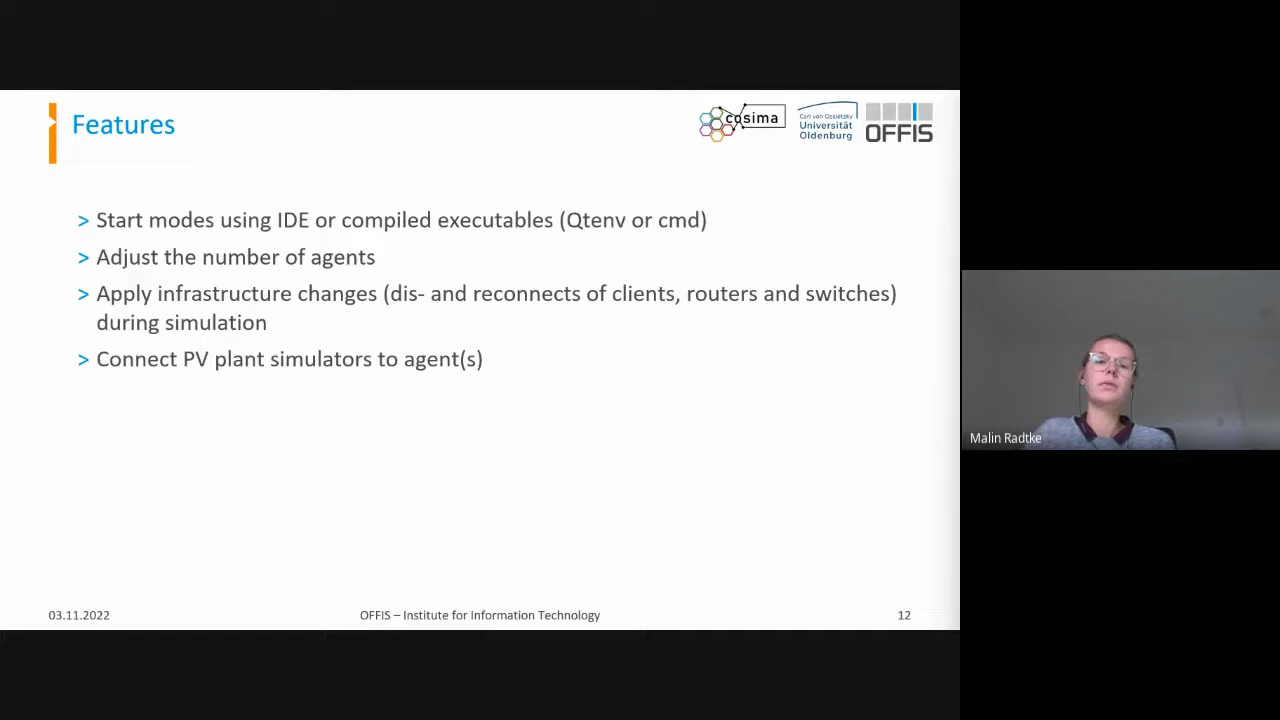 Features
cosima
Carl von Ossietzky
Universität
Oldenburg
OFFIS
> Start modes using IDE or compiled executables (Qtenv or cmd)
> Adjust the number of agents
> Apply infrastructure changes (dis- and reconnects of clients, routers and switches)
during simulation
> Connect PV plant simulators to agent(s)
Malin Radtke
03.11.2022
OFFIS – Institute for Information Technology
12